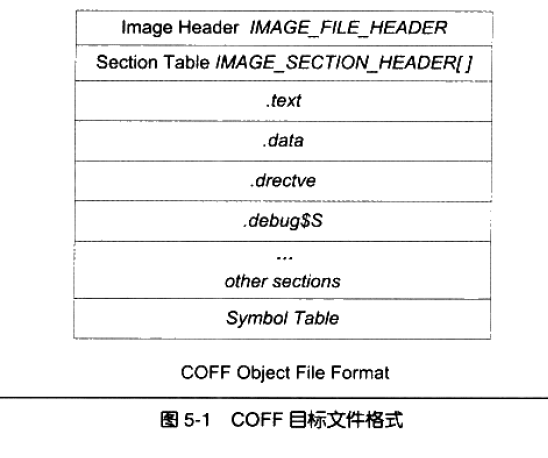 Image Header IMAGE_FILE_HEADER
Section Table IMAGE_SECTION_HEADER[ ]
.text
.data
.drectve
.debug$S
...
other sections
Symbol Table
COFF Object File Format
图 5-1 COFF 目标文件格式